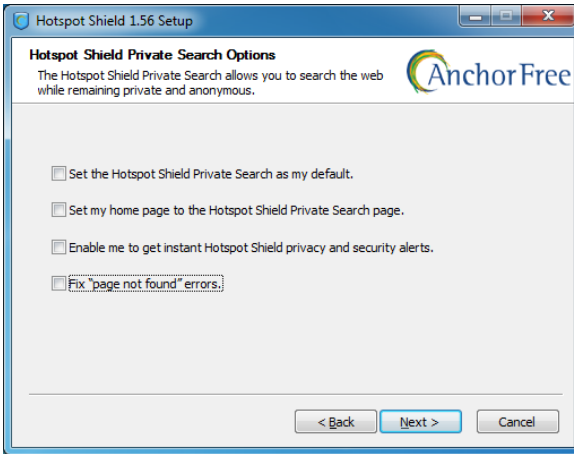 Hotspot Shield 1.56 Setup
Hotspot Shield Private Search Options
The Hotspot Shield Private Search allows you to search the web
while remaining private and anonymous.
AnchorFree
Set the Hotspot Shield Private Search as my default.
Set my home page to the Hotspot Shield Private Search page.
Enable me to get instant Hotspot Shield privacy and security alerts.
Fix “page not found” errors.
< Back Next > Cancel